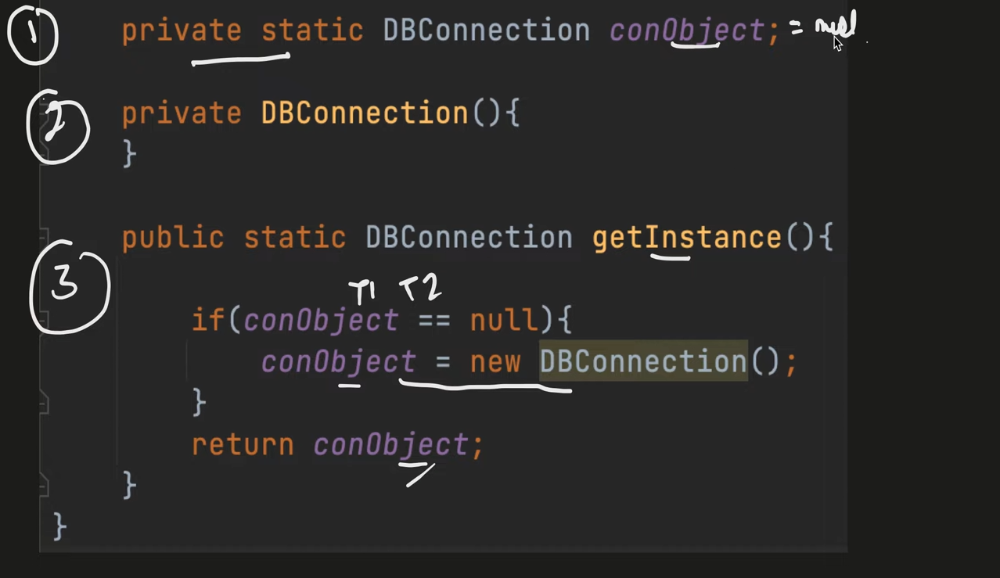 1 private static DBConnection conObject; = null
2 private DBConnection(){
}
public static DBConnection getInstance(){
3 T1 T2
if(conObject == null){
conObject = new DBConnection();
}
return conObject;
}
}